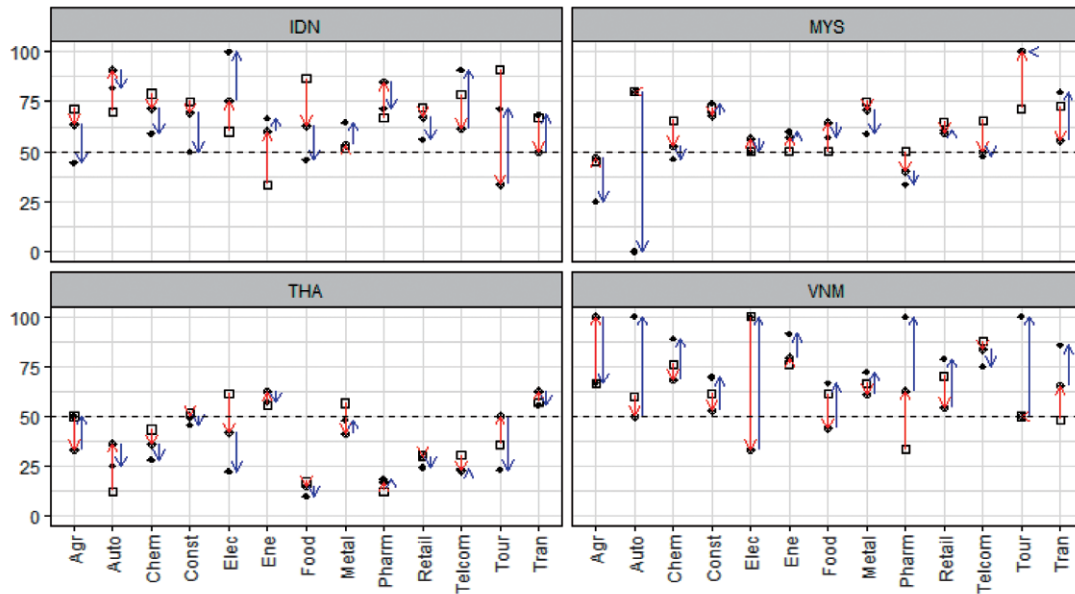 IDN
MYS
100
75
50
25
0
THA
VNM
100
75
50
25
0
Agr
Auto
Chem
Const
Elec
Ene
Food
Metal
Pharm
Retail
Telcom
Tour
Tran
Agr
Auto
Chem
Const
Elec
Ene
Food
Metal
Pharm
Retail
Telcom
Tour
Tran